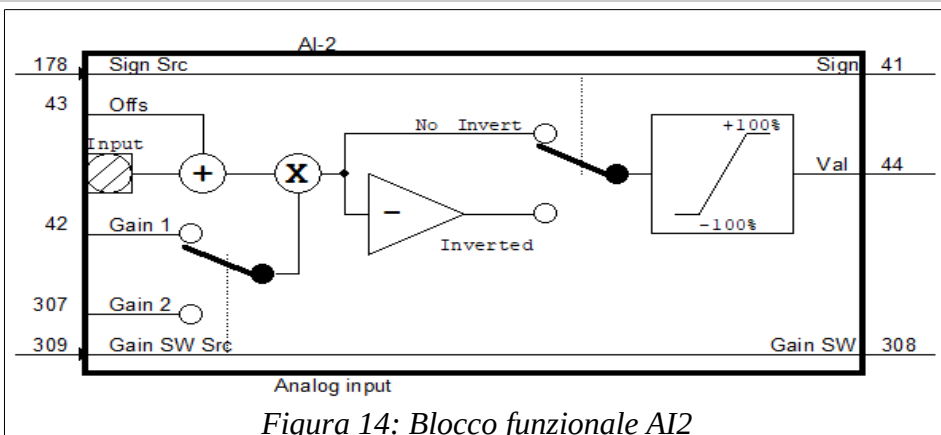 AI-2
178 Sign Src Sign 41
43 Offs
No Invert +100%
Input
+ X Val 44
42 Gain 1 − -100%
Inverted
307 Gain 2
309 Gain SW Src Gain SW 308
Analog input
Figura 14: Blocco funzionale AI2